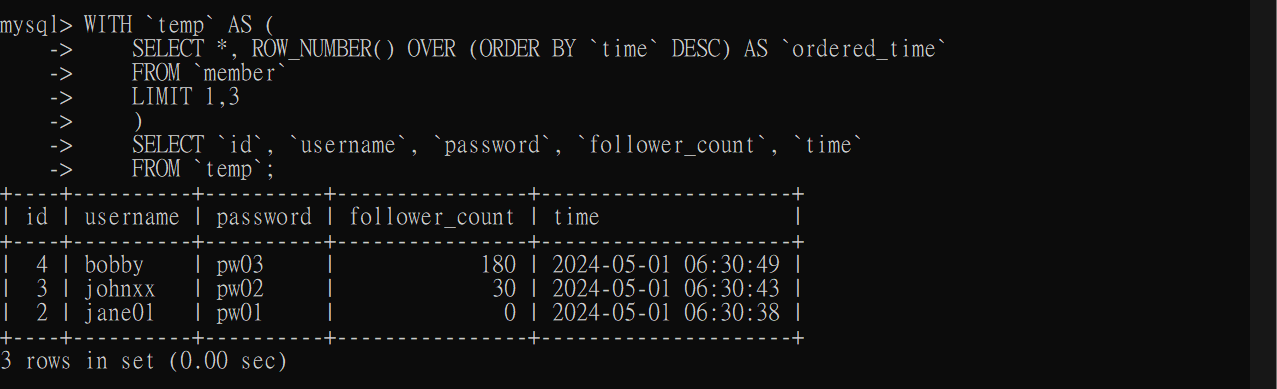 mysql> WITH `temp` AS (
    ->     SELECT *, ROW_NUMBER() OVER (ORDER BY `time` DESC) AS `ordered_time`
    ->     FROM `member`
    ->     LIMIT 1,3
    ->     )
    ->     SELECT `id`, `username`, `password`, `follower_count`, `time`
    ->     FROM `temp`;
+----+----------+----------+----------------+---------------------+
| id | username | password | follower_count | time                |
+----+----------+----------+----------------+---------------------+
|  4 | bobby    | pw03     |            180 | 2024-05-01 06:30:49 |
|  3 | johnxx   | pw02     |             30 | 2024-05-01 06:30:43 |
|  2 | jane01   | pw01     |              0 | 2024-05-01 06:30:38 |
+----+----------+----------+----------------+---------------------+
3 rows in set (0.00 sec)